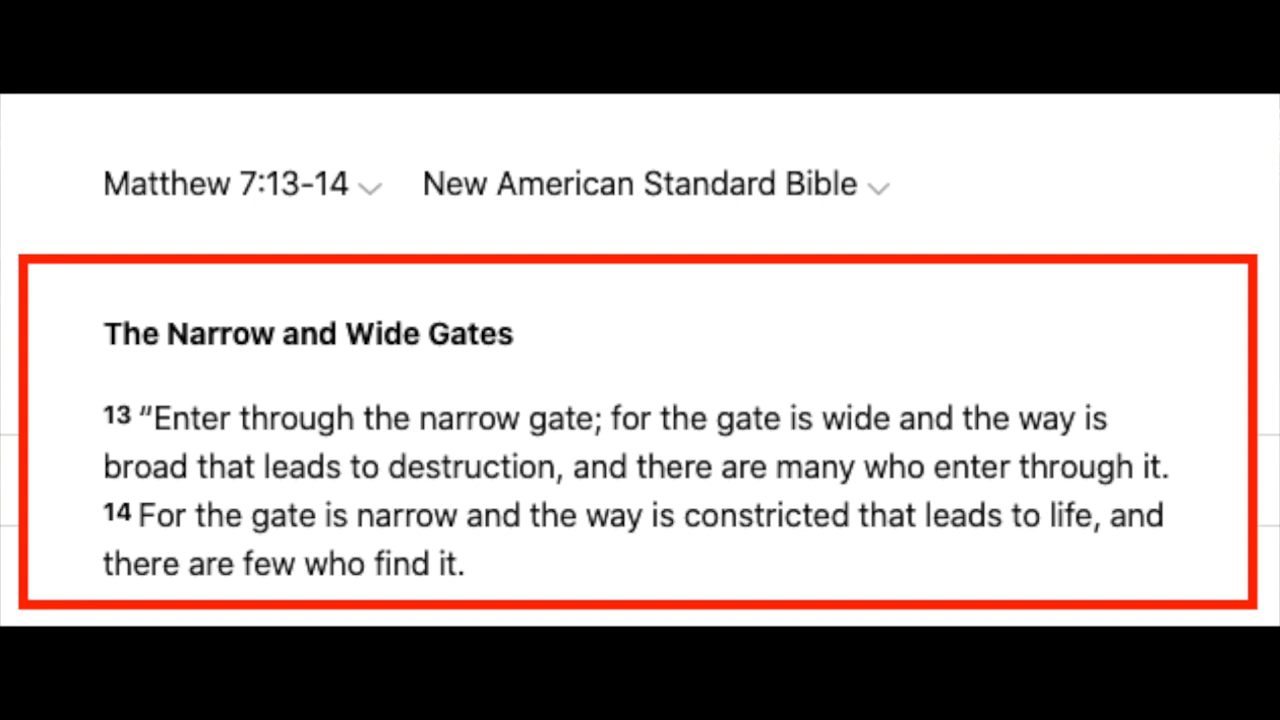 Matthew 7:13-14 New American Standard Bible
The Narrow and Wide Gates
13 “Enter through the narrow gate; for the gate is wide and the way is
broad that leads to destruction, and there are many who enter through it.
14 For the gate is narrow and the way is constricted that leads to life, and
there are few who find it.